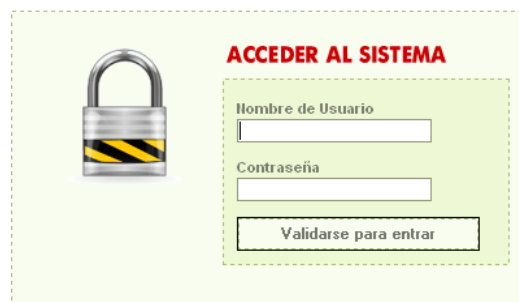 ACCEDER AL SISTEMA
Nombre de Usuario
Contraseña
Validarse para entrar